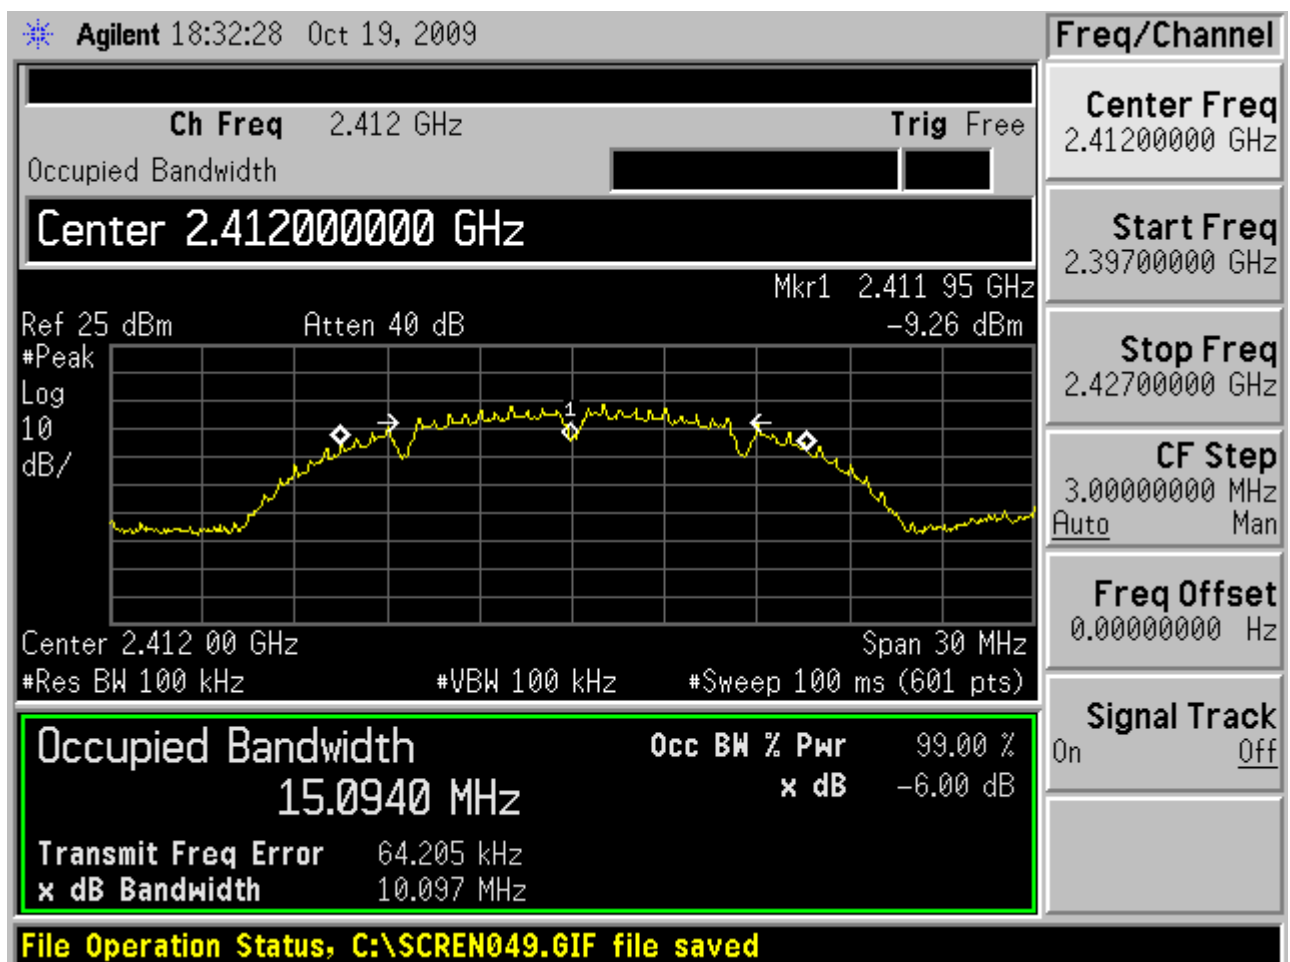 Agilent 18:32:28 Oct 19, 2009
Freq/Channel
Ch Freq 2.412 GHz Trig Free
Occupied Bandwidth
Center 2.412000000 GHz
Mkr1 2.411 95 GHz
Ref 25 dBm Atten 40 dB -9.26 dBm
#Peak
Log
10
dB/
1
Center 2.412 00 GHz Span 30 MHz
#Res BW 100 kHz #VBW 100 kHz #Sweep 100 ms (601 pts)
Occupied Bandwidth Occ BW % Pwr 99.00 %
15.0940 MHz x dB -6.00 dB
Transmit Freq Error 64.205 kHz
x dB Bandwidth 10.097 MHz
File Operation Status, C:\SCREN049.GIF file saved
Center Freq
2.41200000 GHz
Start Freq
2.39700000 GHz
Stop Freq
2.42700000 GHz
CF Step
3.00000000 MHz
Auto Man
Freq Offset
0.00000000 Hz
Signal Track
On Off